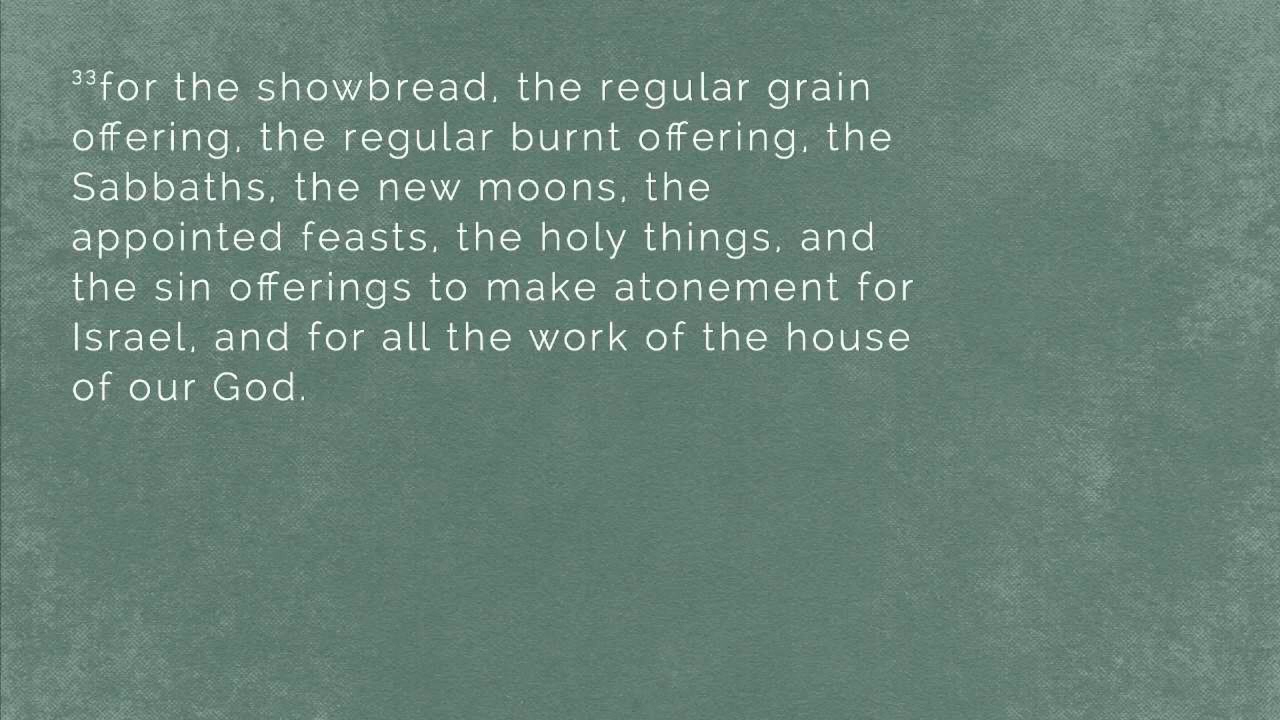 ³³for the showbread, the regular grain
offering, the regular burnt offering, the
Sabbaths, the new moons, the
appointed feasts, the holy things, and
the sin offerings to make atonement for
Israel, and for all the work of the house
of our God.